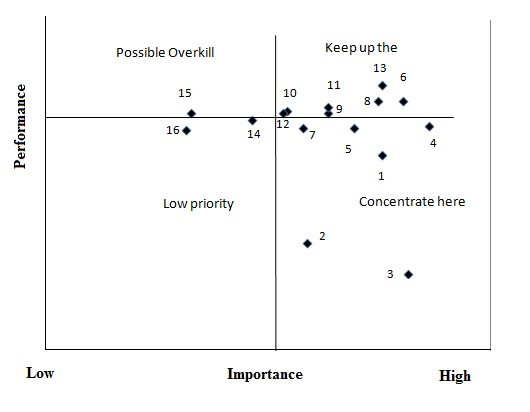 Possible Overkill
Keep up the
13
6
15
10
11
8
9
16
14
12
7
5
4
1
Performance
Low priority
Concentrate here
2
3
Low
Importance
High